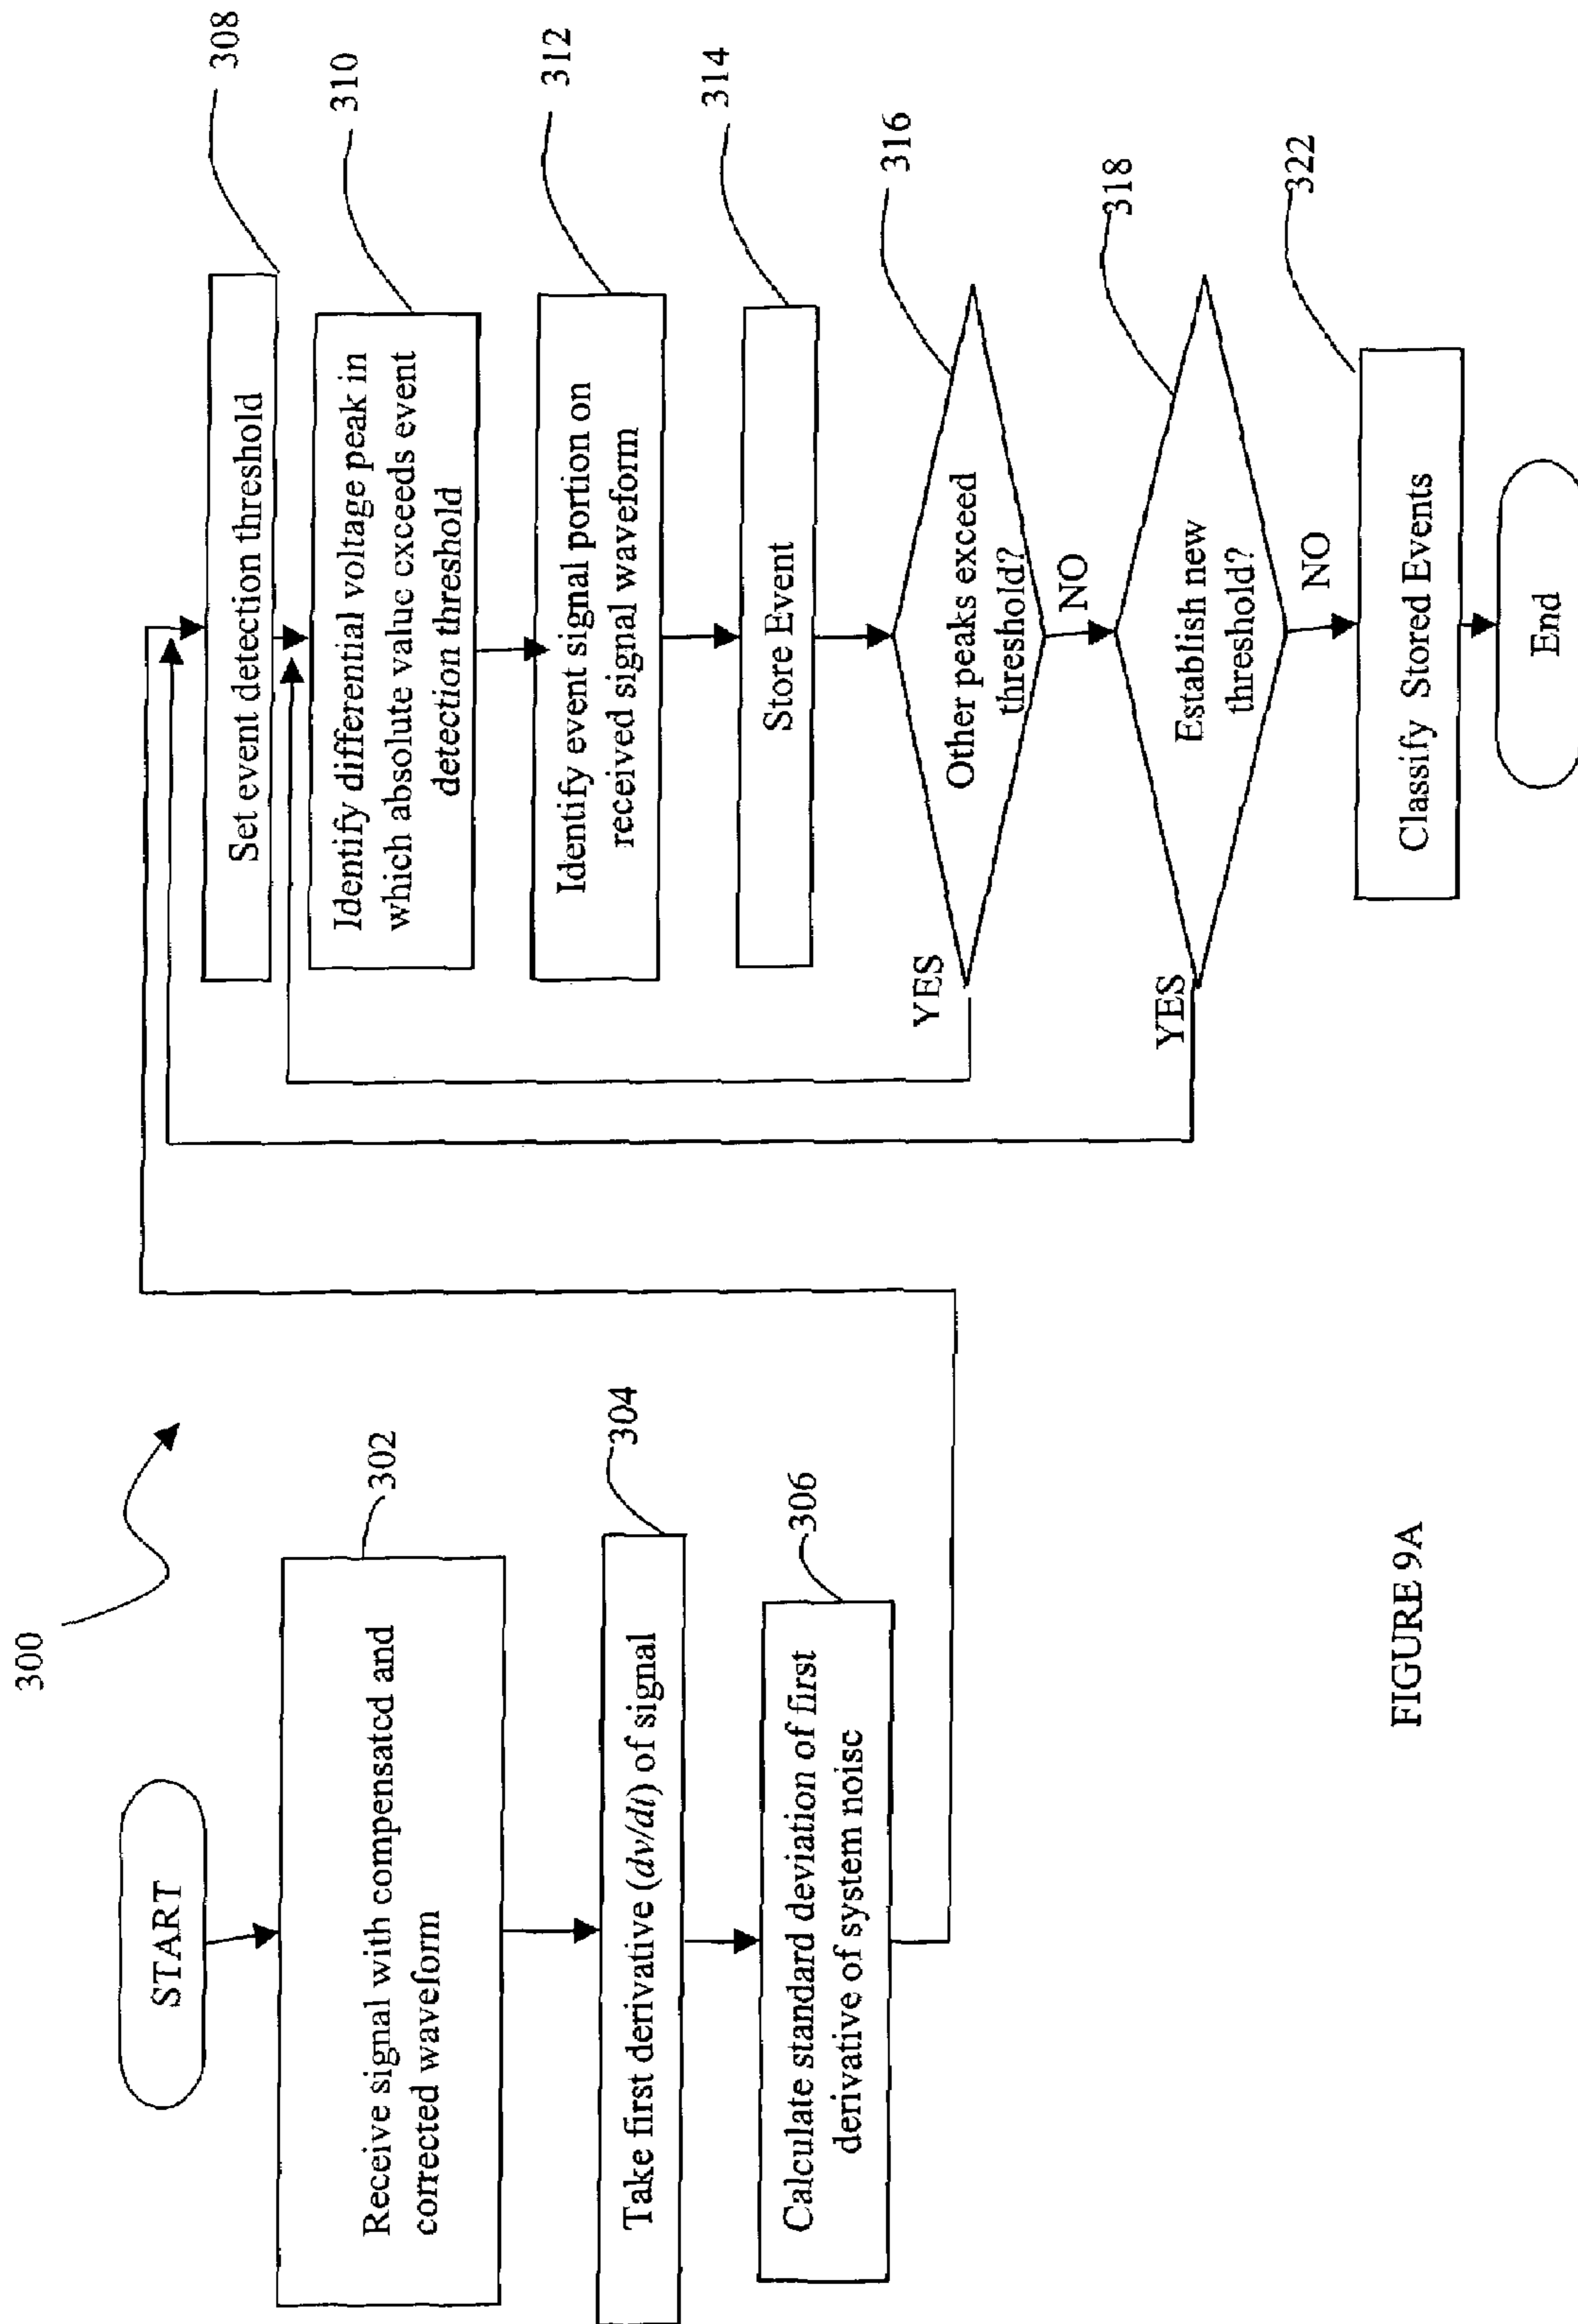 300
START
Receive signal with compensated and
corrected waveform
302
Take first derivative (dv/dt) of signal
304
Calculate standard deviation of first
derivative of system noise
306
Set event detection threshold
308
Identify differential voltage peak in
which absolute value exceeds event
detection threshold
310
Identify event signal portion on
received signal waveform
312
Store Event
314
Other peaks exceed
threshold?
316
YES
NO
Establish new
threshold?
318
YES
NO
Classify Stored Events
322
End
FIGURE 9A